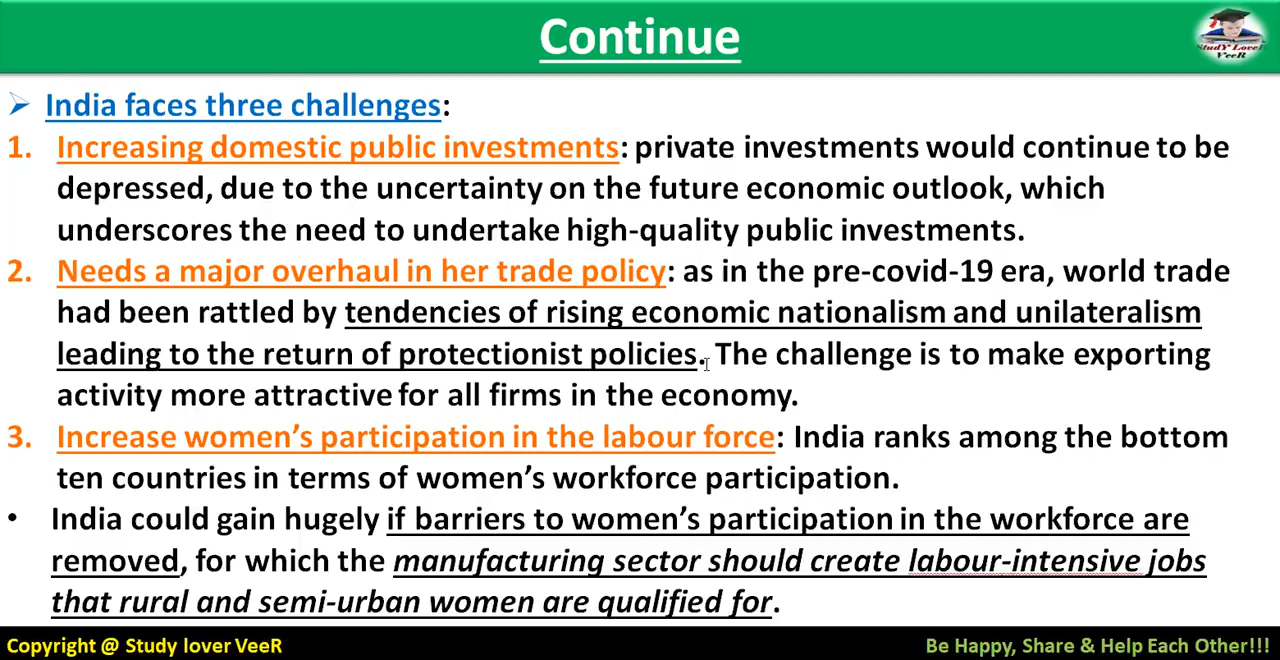 Continue
StudY LoveR
VeeR
➢ India faces three challenges:
1. Increasing domestic public investments: private investments would continue to be
depressed, due to the uncertainty on the future economic outlook, which
underscores the need to undertake high-quality public investments.
2. Needs a major overhaul in her trade policy: as in the pre-covid-19 era, world trade
had been rattled by tendencies of rising economic nationalism and unilateralism
leading to the return of protectionist policies. The challenge is to make exporting
activity more attractive for all firms in the economy.
3. Increase women’s participation in the labour force: India ranks among the bottom
ten countries in terms of women’s workforce participation.
• India could gain hugely if barriers to women’s participation in the workforce are
removed, for which the manufacturing sector should create labour-intensive jobs
that rural and semi-urban women are qualified for.
Copyright @ Study lover VeeR
Be Happy, Share & Help Each Other!!!